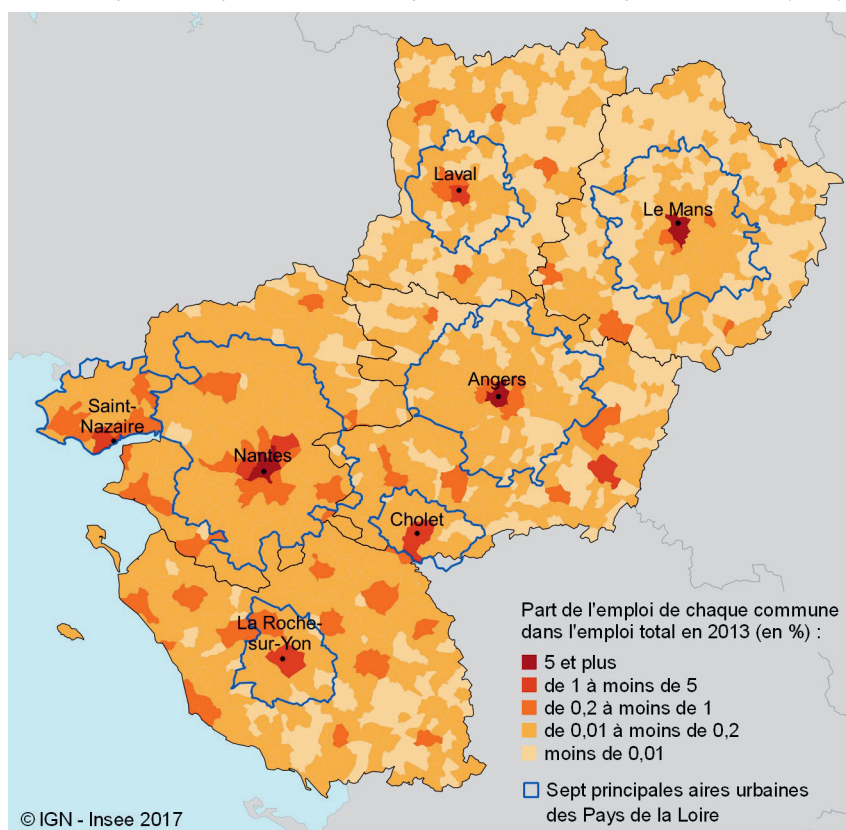 Laval
Le Mans
Angers
Saint-
Nazaire
Nantes
Cholet
La Roche-
sur-Yon
Part de l'emploi de chaque commune
dans l'emploi total en 2013 (en %) :
5 et plus
de 1 à moins de 5
de 0,2 à moins de 1
de 0,01 à moins de 0,2
moins de 0,01
Sept principales aires urbaines
des Pays de la Loire
© IGN - Insee 2017